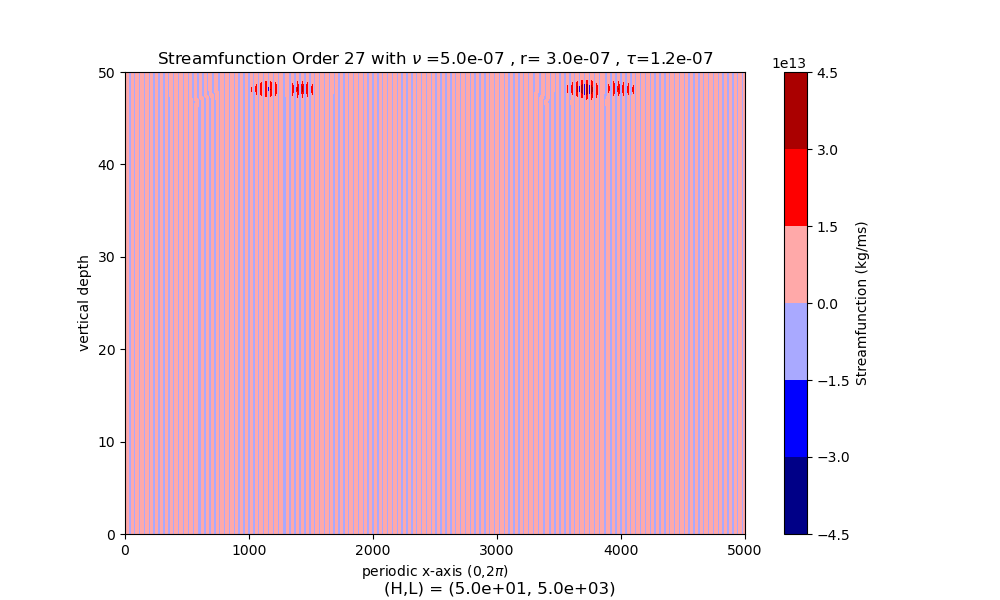 Streamfunction Order 27 with ν =5.0e-07 , r= 3.0e-07 , τ=1.2e-07
1e13
50
40
30
20
10
0
vertical depth
0 1000 2000 3000 4000 5000
periodic x-axis (0,2π)
(H,L) = (5.0e+01, 5.0e+03)
4.5
3.0
1.5
0.0
−1.5
−3.0
−4.5
Streamfunction (kg/ms)